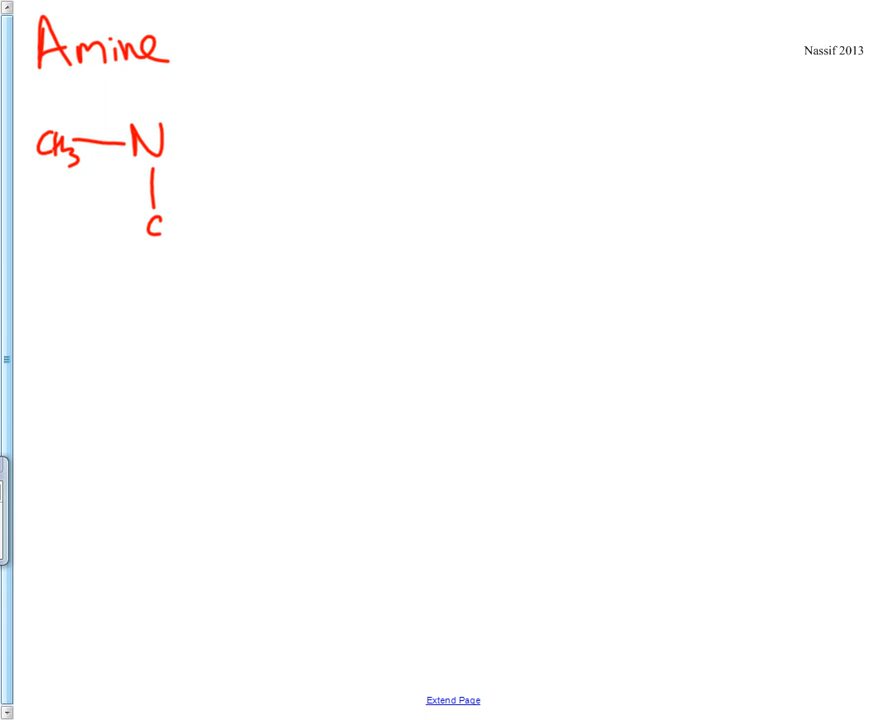 Amine
Nassif 2013
CH3—N
|
C
Extend Page